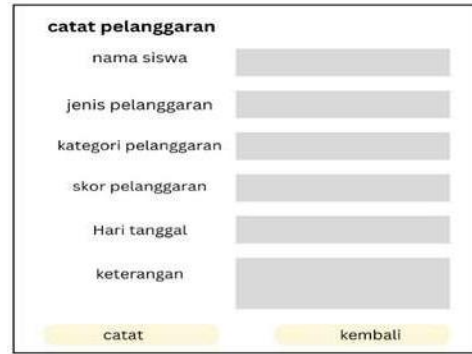 catat pelanggaran
nama siswa
jenis pelanggaran
kategori pelanggaran
skor pelanggaran
Hari tanggal
keterangan
catat
kembali